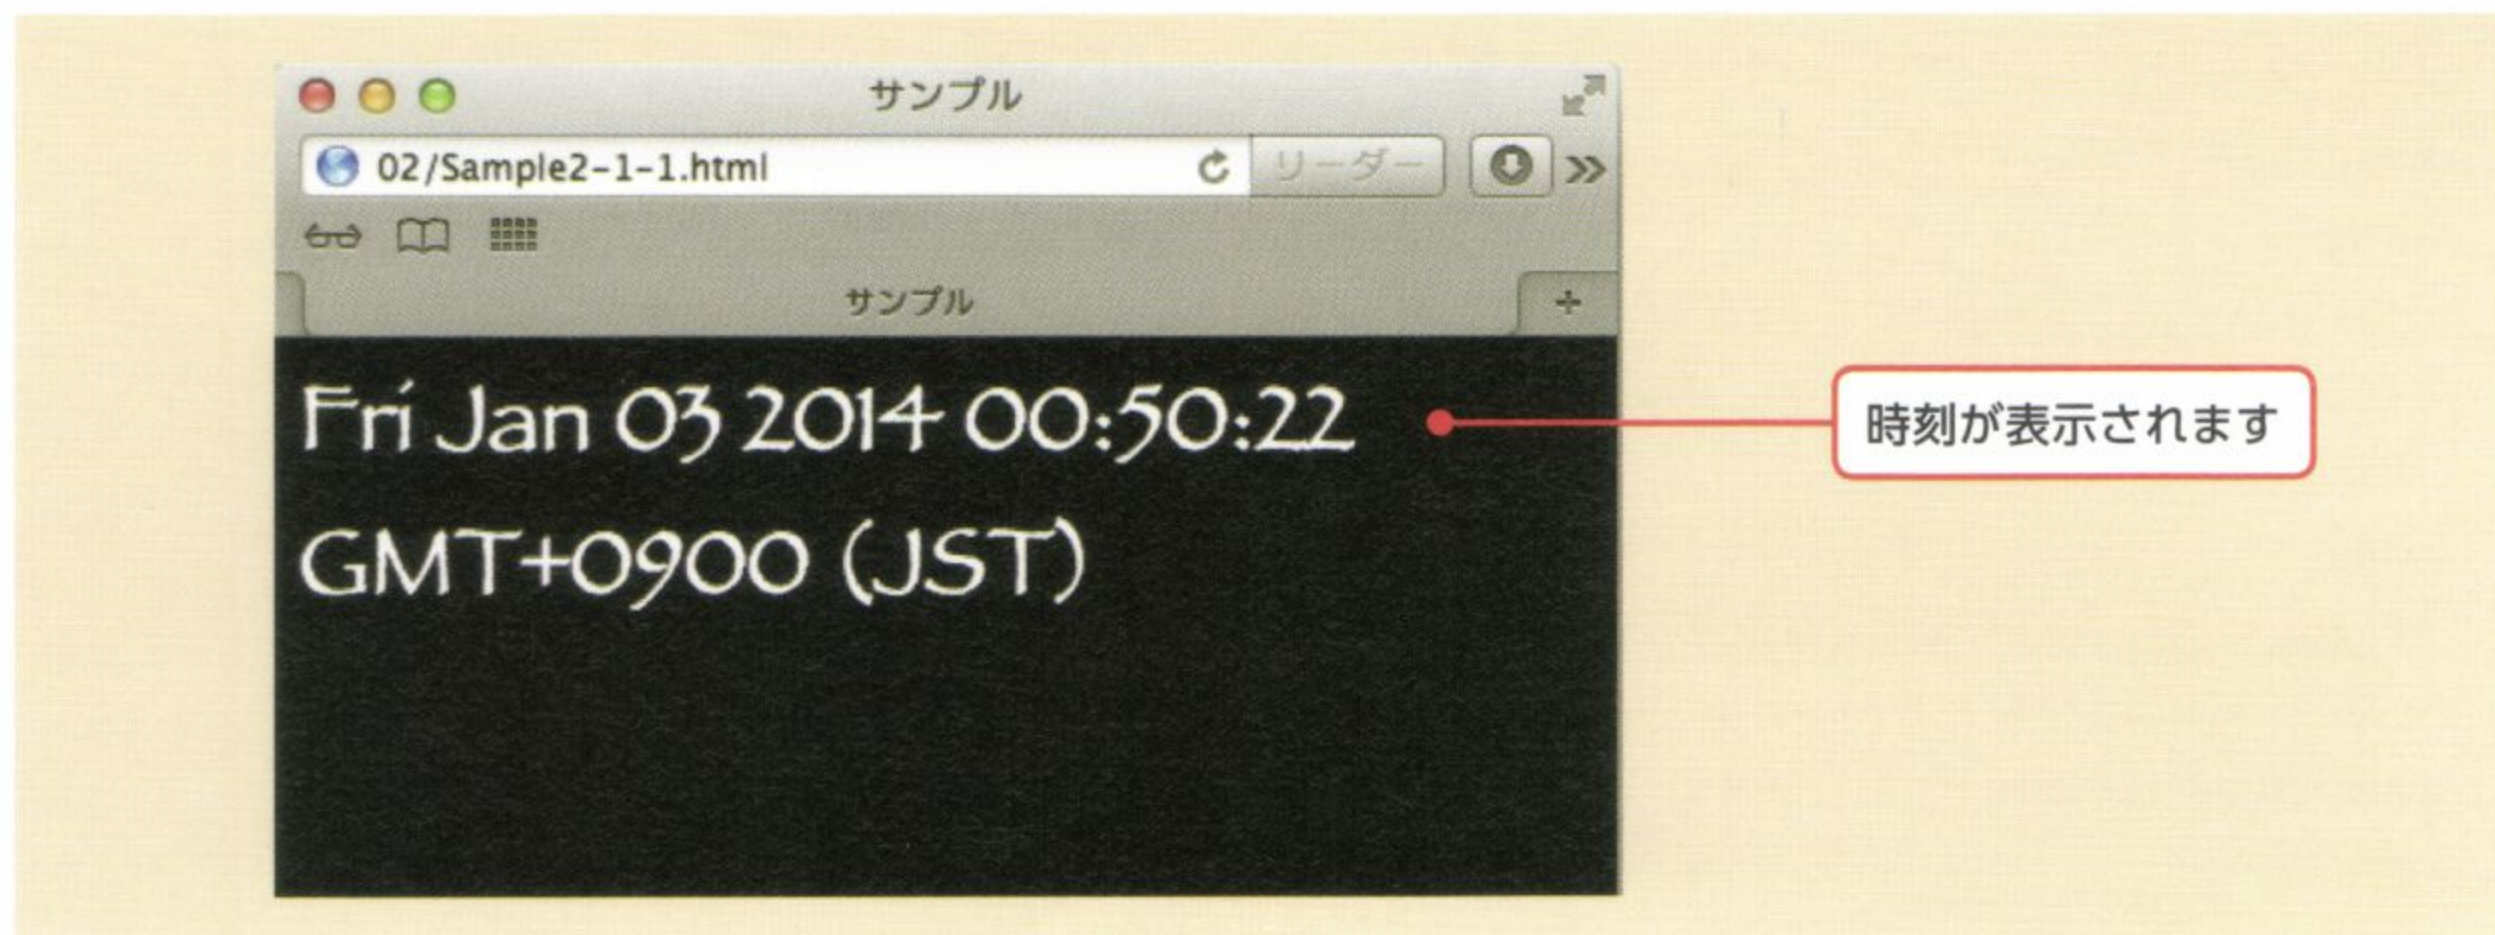 サンプル
02/Sample2-1-1.html
リーダー
サンプル
Fri Jan 03 2014 00:50:22
GMT+0900 (JST)
時刻が表示されます